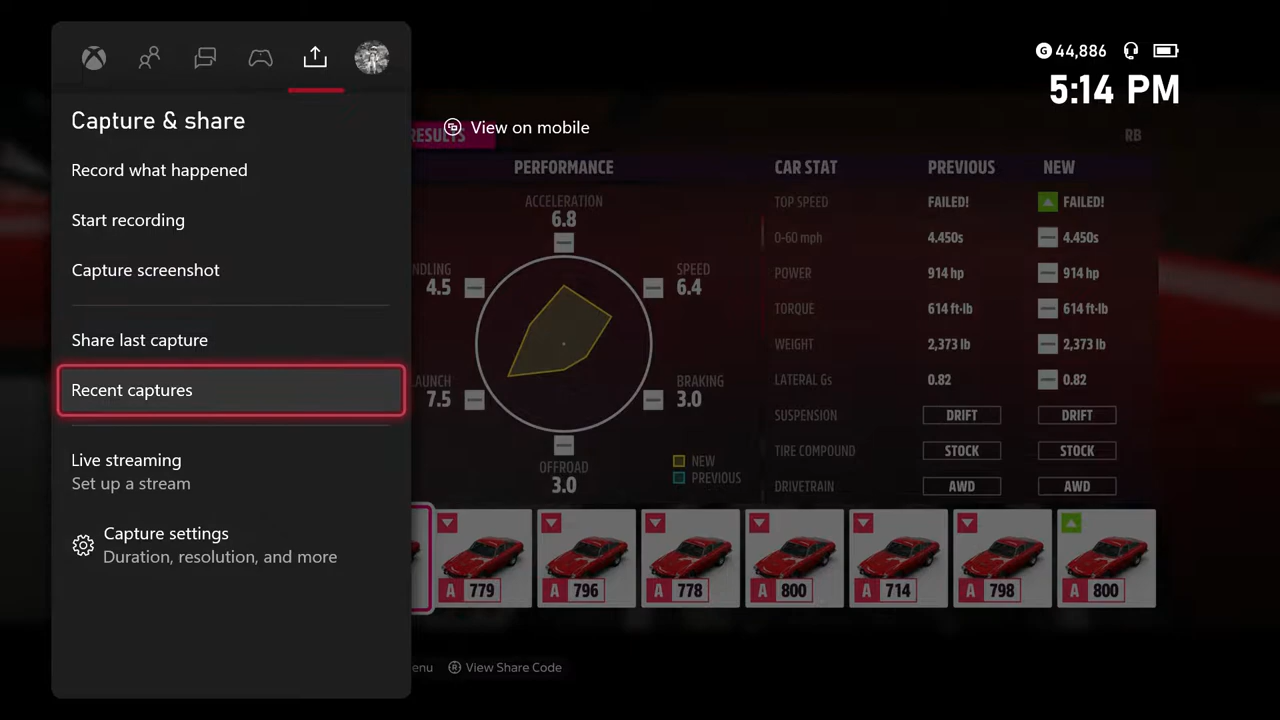 G 44,886
5:14 PM
Capture & share
Record what happened
Start recording
Capture screenshot
Share last capture
Recent captures
Live streaming
Set up a stream
Capture settings
Duration, resolution, and more
RESULTS
View on mobile
RB
PERFORMANCE
ACCELERATION
6.8
NDLING
4.5
SPEED
6.4
LAUNCH
7.5
BRAKING
3.0
OFFROAD
3.0
NEW
PREVIOUS
CAR STAT PREVIOUS NEW
TOP SPEED FAILED! FAILED!
0-60 mph 4.450s 4.450s
POWER 914 hp 914 hp
TORQUE 614 ft·lb 614 ft·lb
WEIGHT 2,373 lb 2,373 lb
LATERAL Gs 0.82 0.82
SUSPENSION DRIFT DRIFT
TIRE COMPOUND STOCK STOCK
DRIVETRAIN AWD AWD
A 779 A 796 A 778 A 800 A 714 A 798 A 800
enu R View Share Code